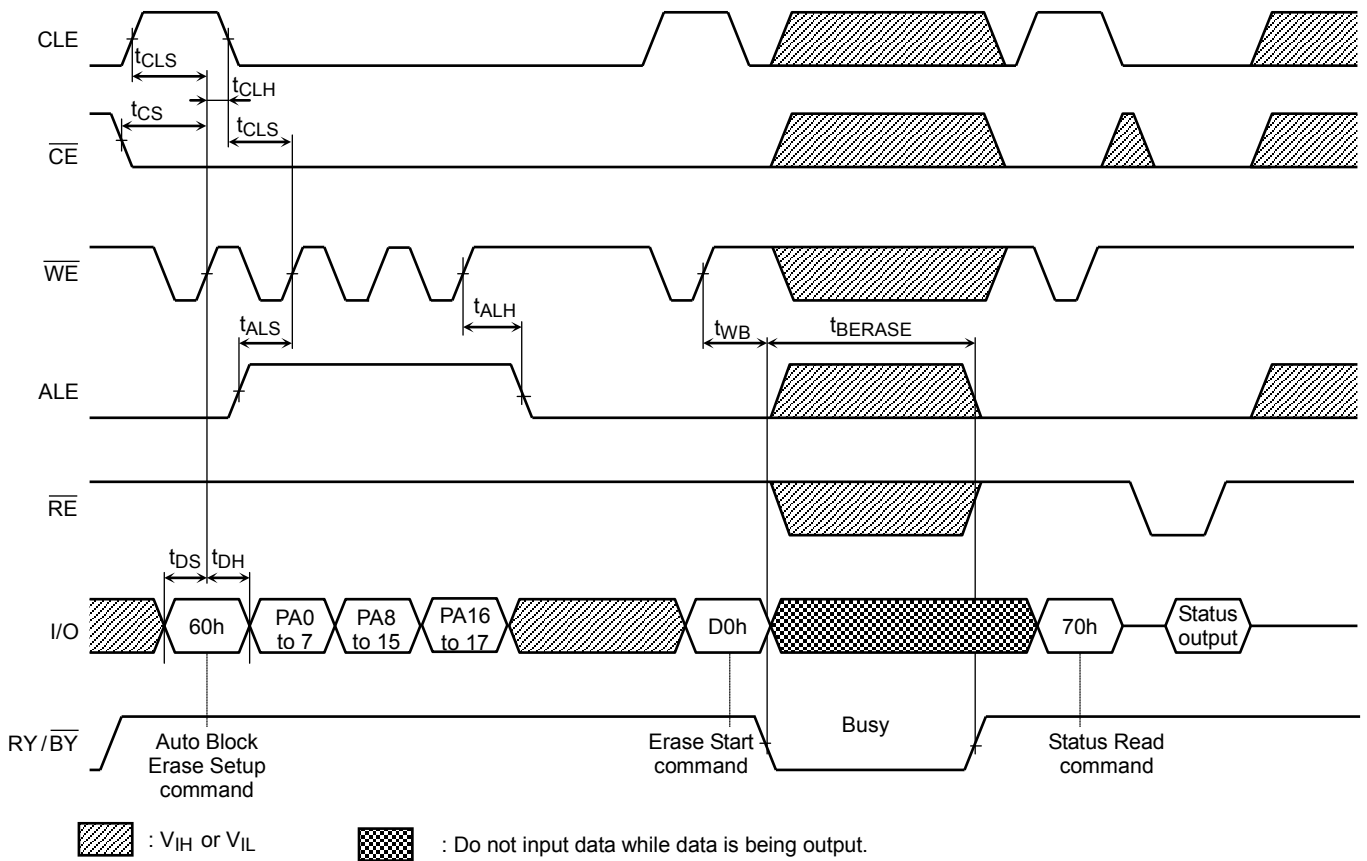 CLE
tCLS
tCLH
tCS
tCLS
CE
WE
tALS
tALH
tWB
tBERASE
ALE
RE
tDS
tDH
I/O
60h
PA0
to 7
PA8
to 15
PA16
to 17
D0h
70h
Status
output
RY/BY
Busy
Auto Block
Erase Setup
command
Erase Start
command
Status Read
command
: VIH or VIL
: Do not input data while data is being output.